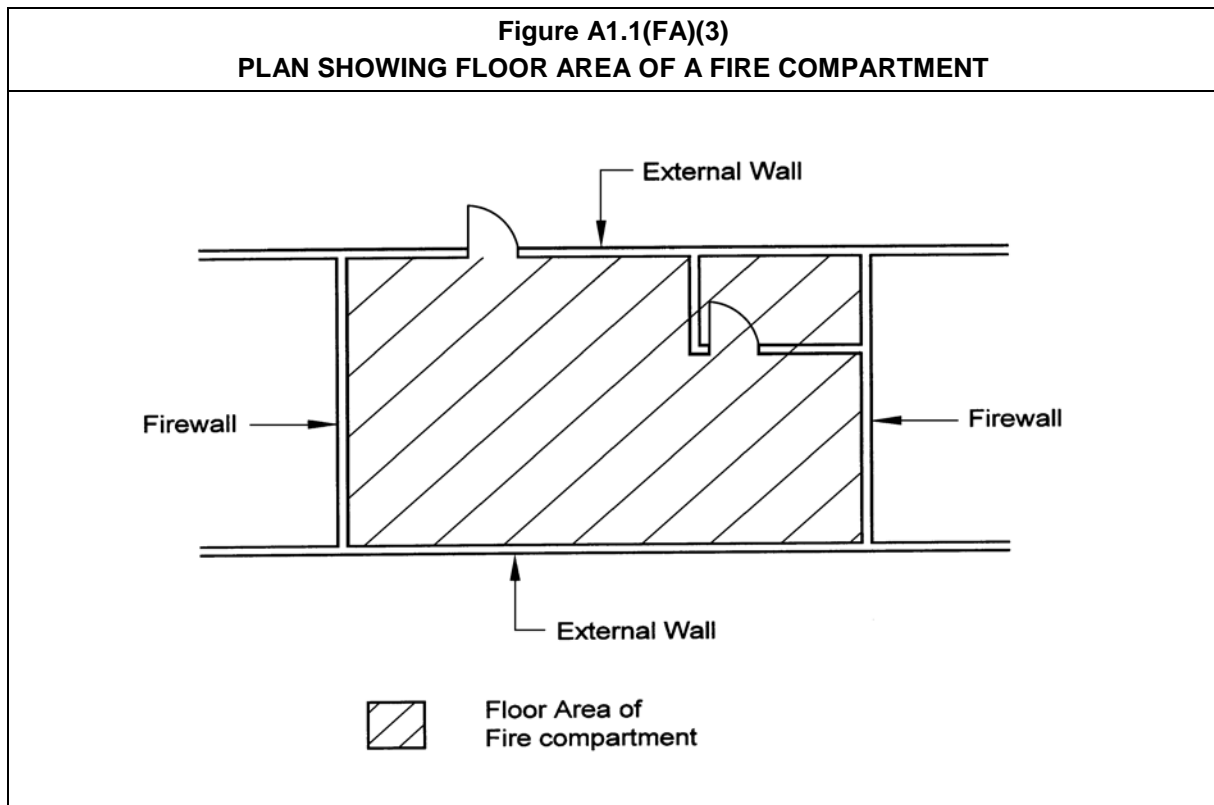 Figure A1.1(FA)(3)
PLAN SHOWING FLOOR AREA OF A FIRE COMPARTMENT
External Wall
Firewall
Firewall
External Wall
Floor Area of
Fire compartment